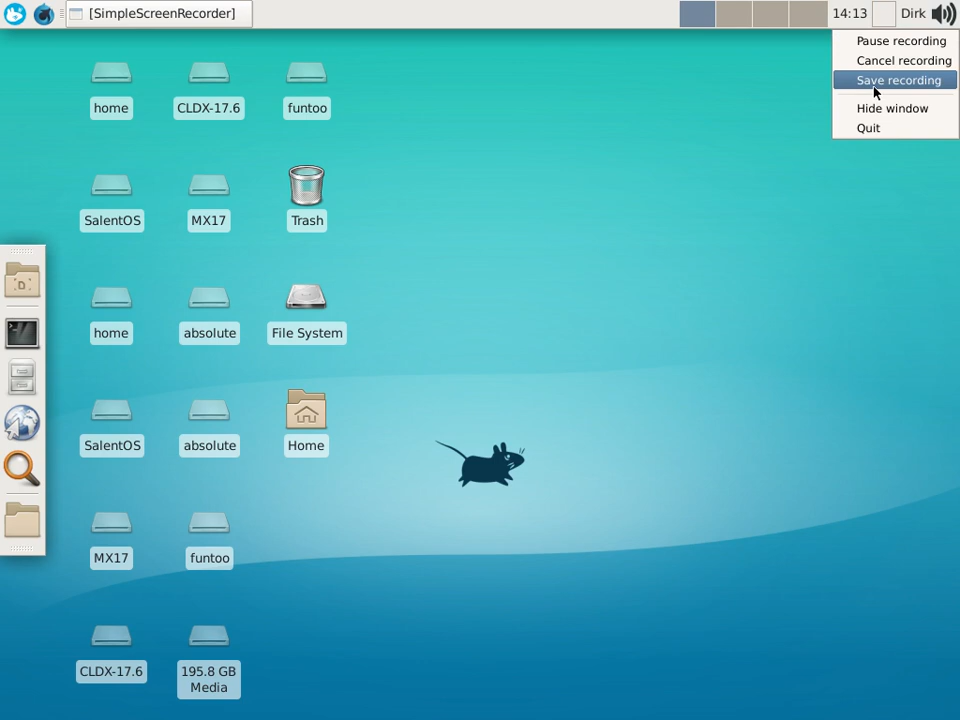 [SimpleScreenRecorder]
14:13
Dirk
Pause recording
Cancel recording
Save recording
Hide window
Quit
home
CLDX-17.6
funtoo
SalentOS
MX17
Trash
home
absolute
File System
SalentOS
absolute
Home
MX17
funtoo
CLDX-17.6
195.8 GB
Media